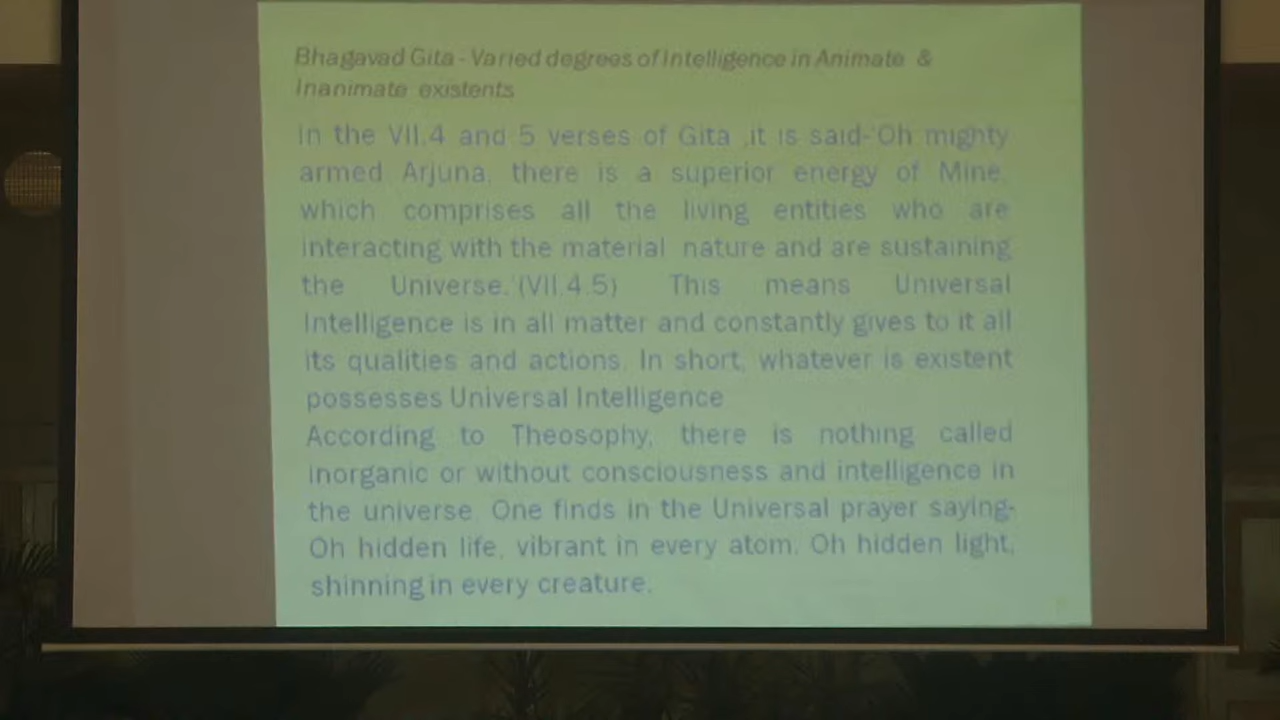 Bhagavad Gita - Varied degrees of Intelligence in Animate &
Inanimate existents
In the VII.4 and 5 verses of Gita ,it is said-'Oh mighty
armed Arjuna, there is a superior energy of Mine,
which comprises all the living entities who are
interacting with the material nature and are sustaining
the Universe.'(VII.4.5) This means Universal
Intelligence is in all matter and constantly gives to it all
its qualities and actions. In short, whatever is existent
possesses Universal Intelligence
According to Theosophy, there is nothing called
inorganic or without consciousness and intelligence in
the universe. One finds in the Universal prayer saying-
Oh hidden life, vibrant in every atom, Oh hidden light,
shinning in every creature.